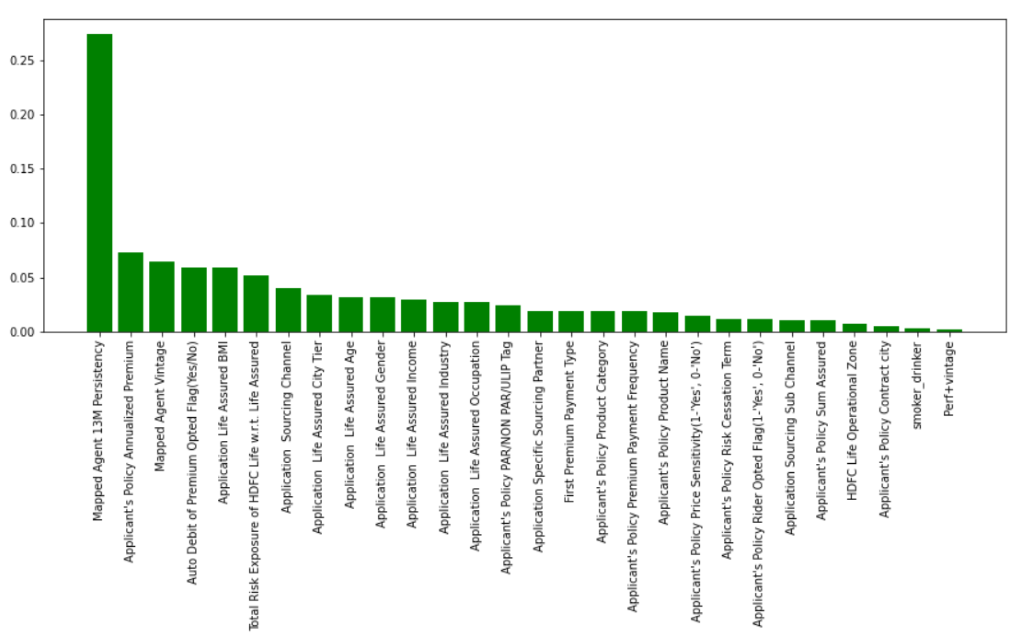 0.25
0.20
0.15
0.10
0.05
0.00
Mapped Agent 13M Persistency
Applicant's Policy Annualized Premium
Mapped Agent Vintage
Auto Debit of Premium Opted Flag(Yes/No)
Application Life Assured BMI
Total Risk Exposure of HDFC Life w.r.t. Life Assured
Application  Sourcing Channel
Application  Life Assured City Tier
Application  Life Assured Age
Application  Life Assured Gender
Application  Life Assured Income
Application  Life Assured Industry
Application  Life Assured Occupation
Applicant's Policy PAR/NON PAR/ULIP Tag
Application Specific Sourcing Partner
First Premium Payment Type
Applicant's Policy Product Category
Applicant's Policy Premium Payment Frequency
Applicant's Policy Product Name
Applicant's Policy Price Sensitivity(1-'Yes', 0-'No')
Applicant's Policy Risk Cessation Term
Applicant's Policy Rider Opted Flag(1-'Yes', 0-'No')
Application Sourcing Sub Channel
Applicant's Policy Sum Assured
HDFC Life Operational Zone
Applicant's Policy Contract city
smoker_drinker
Perf+vintage